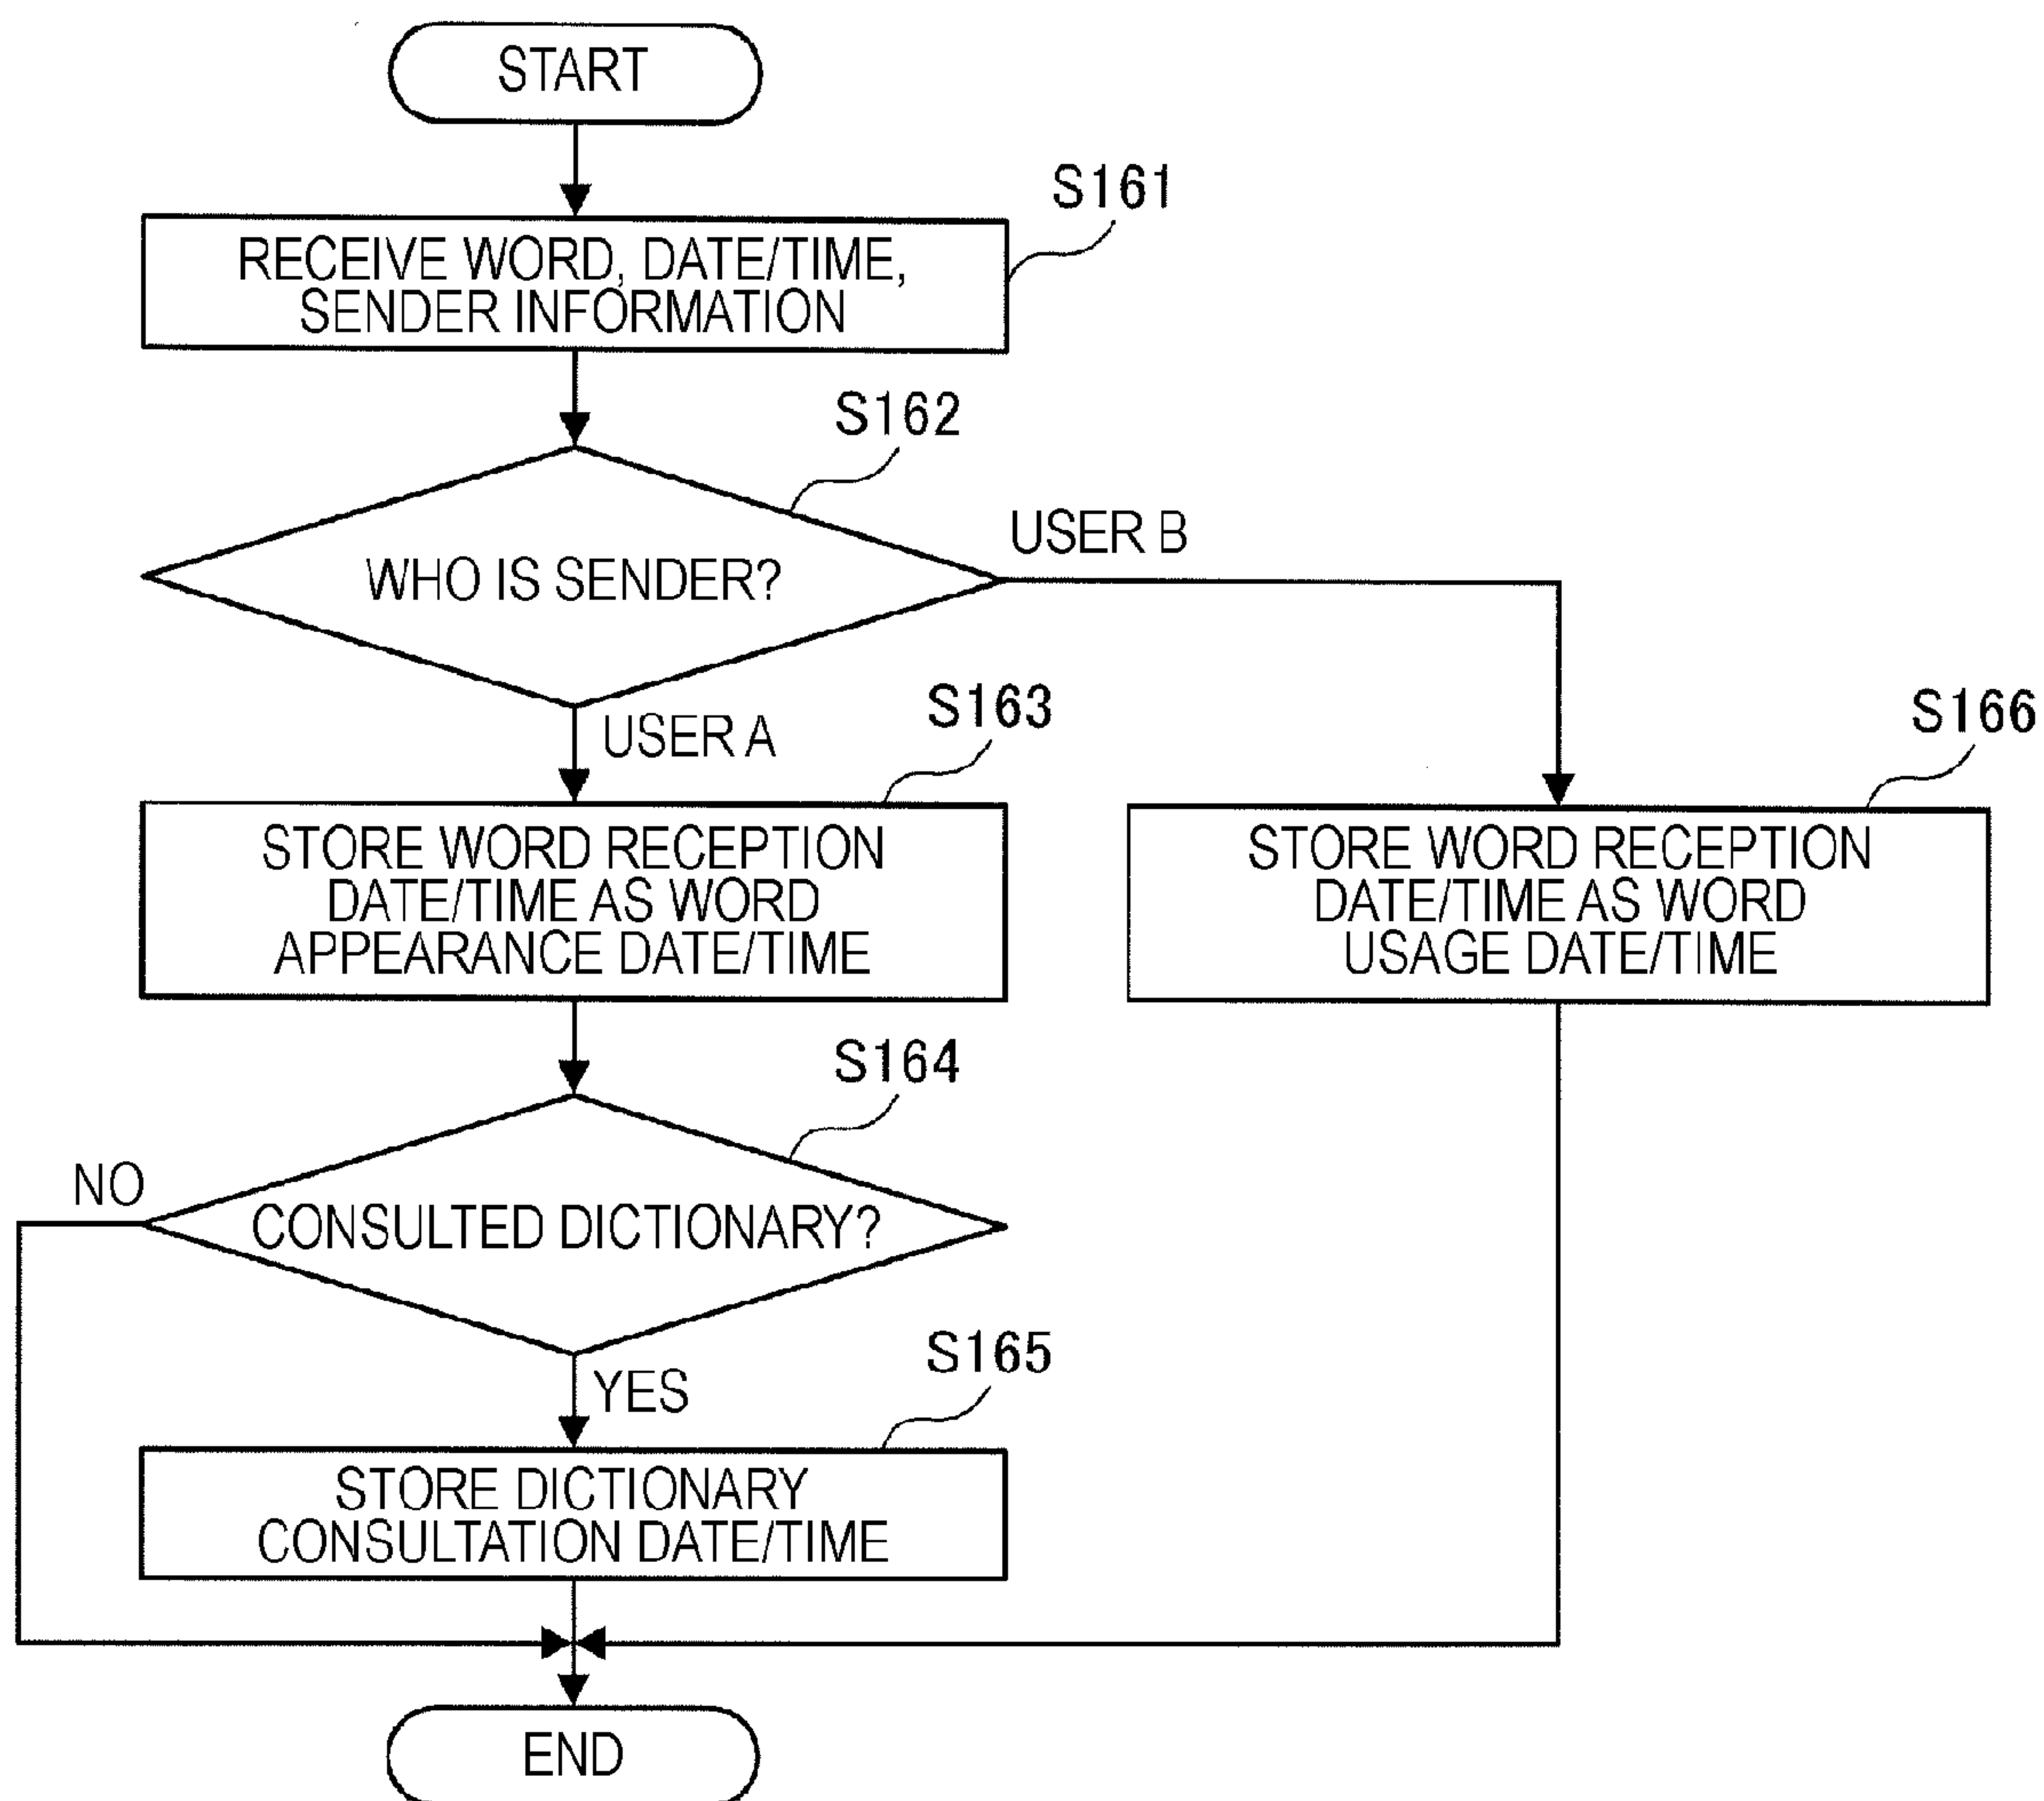 START
S161
RECEIVE WORD, DATE/TIME,
SENDER INFORMATION
S162
WHO IS SENDER?
USER B
USER A
S163
STORE WORD RECEPTION
DATE/TIME AS WORD
APPEARANCE DATE/TIME
S166
STORE WORD RECEPTION
DATE/TIME AS WORD
USAGE DATE/TIME
S164
NO
CONSULTED DICTIONARY?
YES
S165
STORE DICTIONARY
CONSULTATION DATE/TIME
END